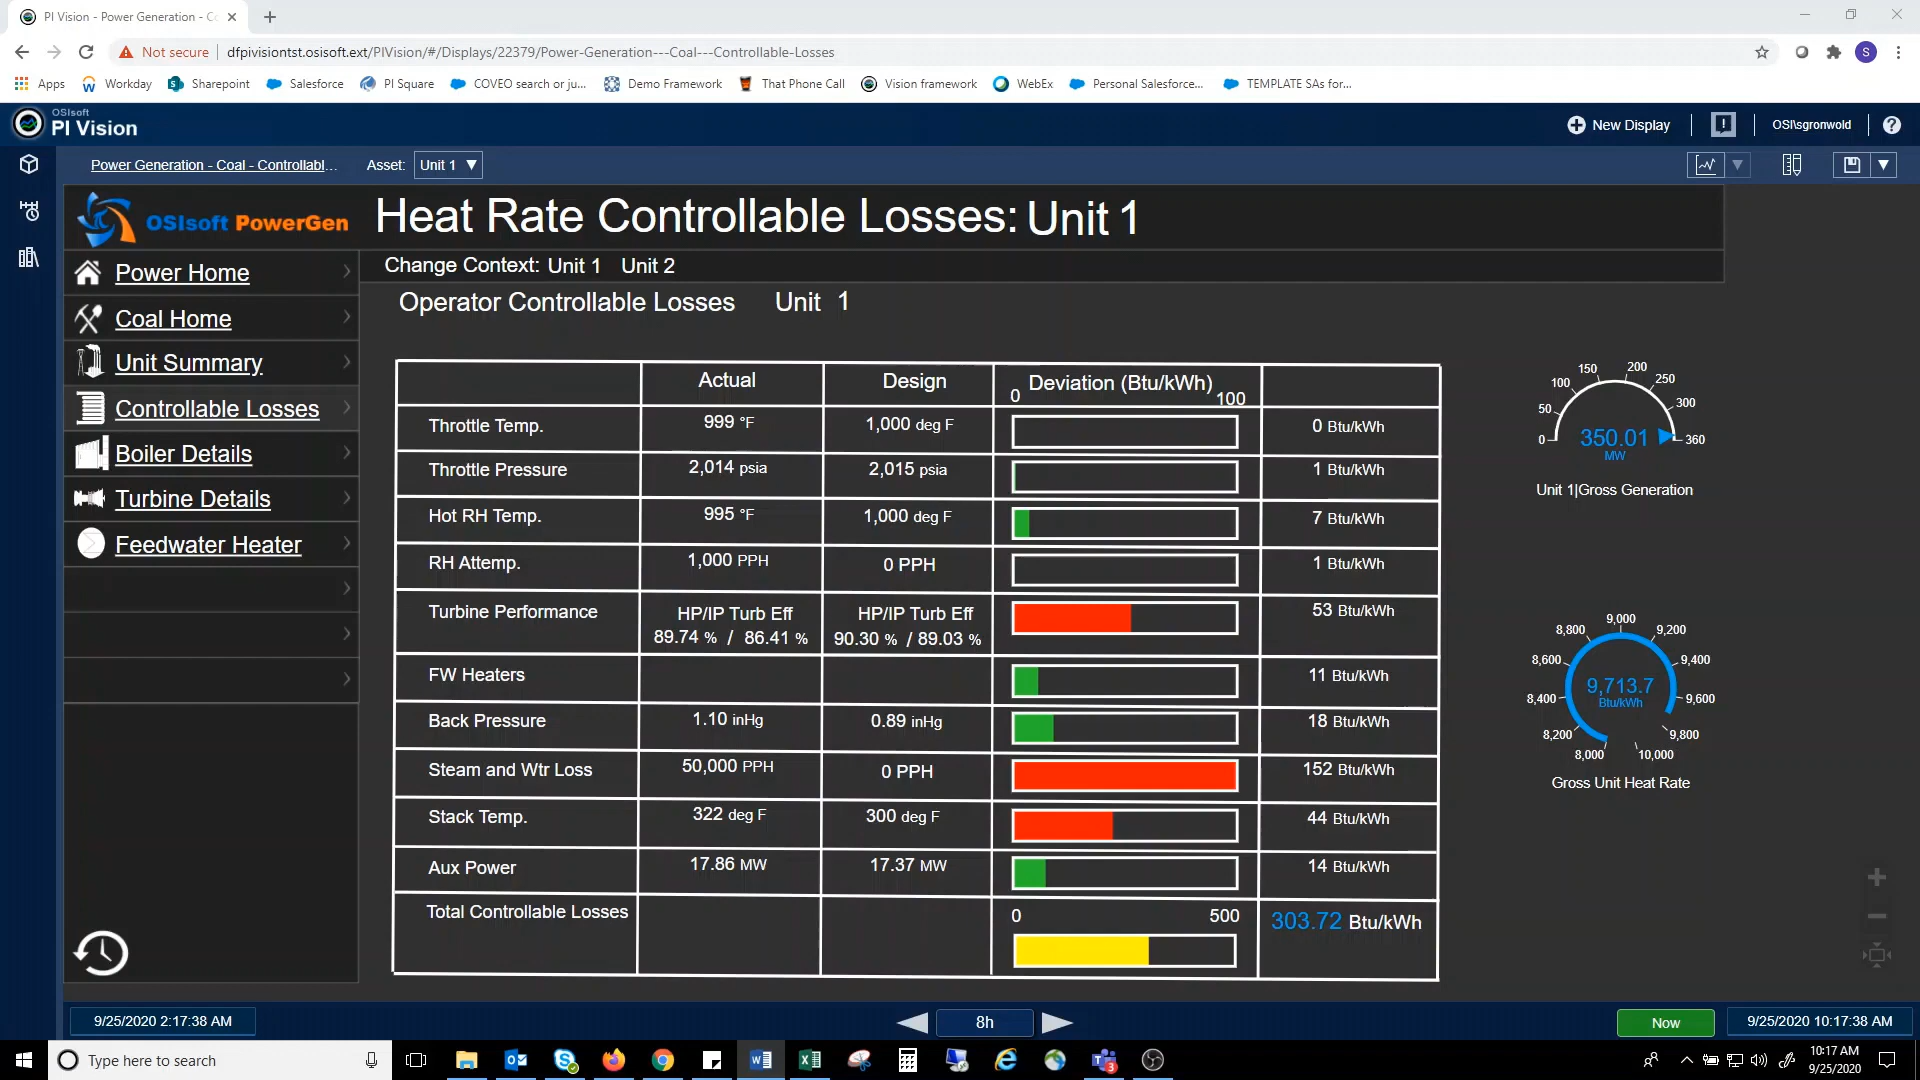 PI Vision - Power Generation - C
Not secure
dfpivisiontst.osisoft.ext/PIVision/#/Displays/22379/Power-Generation---Coal---Controllable-Losses
S
Apps Workday Sharepoint Salesforce PI Square COVEO search or ju... Demo Framework That Phone Call Vision framework WebEx Personal Salesforce... TEMPLATE SAs for...
OSIsoft
PI Vision
New Display
OSI\sgronwold
?
Power Generation - Coal - Controllabl... Asset: Unit 1
OSIsoft PowerGen
Heat Rate Controllable Losses: Unit 1
Change Context: Unit 1 Unit 2
Power Home
Coal Home
Unit Summary
Controllable Losses
Boiler Details
Turbine Details
Feedwater Heater
Operator Controllable Losses Unit 1
Actual Design Deviation (Btu/kWh)
0 100
Throttle Temp. 999 °F 1,000 deg F 0 Btu/kWh
Throttle Pressure 2,014 psia 2,015 psia 1 Btu/kWh
Hot RH Temp. 995 °F 1,000 deg F 7 Btu/kWh
RH Attemp. 1,000 PPH 0 PPH 1 Btu/kWh
Turbine Performance HP/IP Turb Eff HP/IP Turb Eff 53 Btu/kWh
89.74 % / 86.41 % 90.30 % / 89.03 %
FW Heaters 11 Btu/kWh
Back Pressure 1.10 inHg 0.89 inHg 18 Btu/kWh
Steam and Wtr Loss 50,000 PPH 0 PPH 152 Btu/kWh
Stack Temp. 322 deg F 300 deg F 44 Btu/kWh
Aux Power 17.86 MW 17.37 MW 14 Btu/kWh
Total Controllable Losses 0 500 303.72 Btu/kWh
0 50 100 150 200 250 300 360
350.01
MW
Unit 1|Gross Generation
8,000 8,200 8,400 8,600 8,800 9,000 9,200 9,400 9,600 9,800 10,000
9,713.7
Btu/kWh
Gross Unit Heat Rate
9/25/2020 2:17:38 AM
8h
Now
9/25/2020 10:17:38 AM
Type here to search
3
10:17 AM
9/25/2020